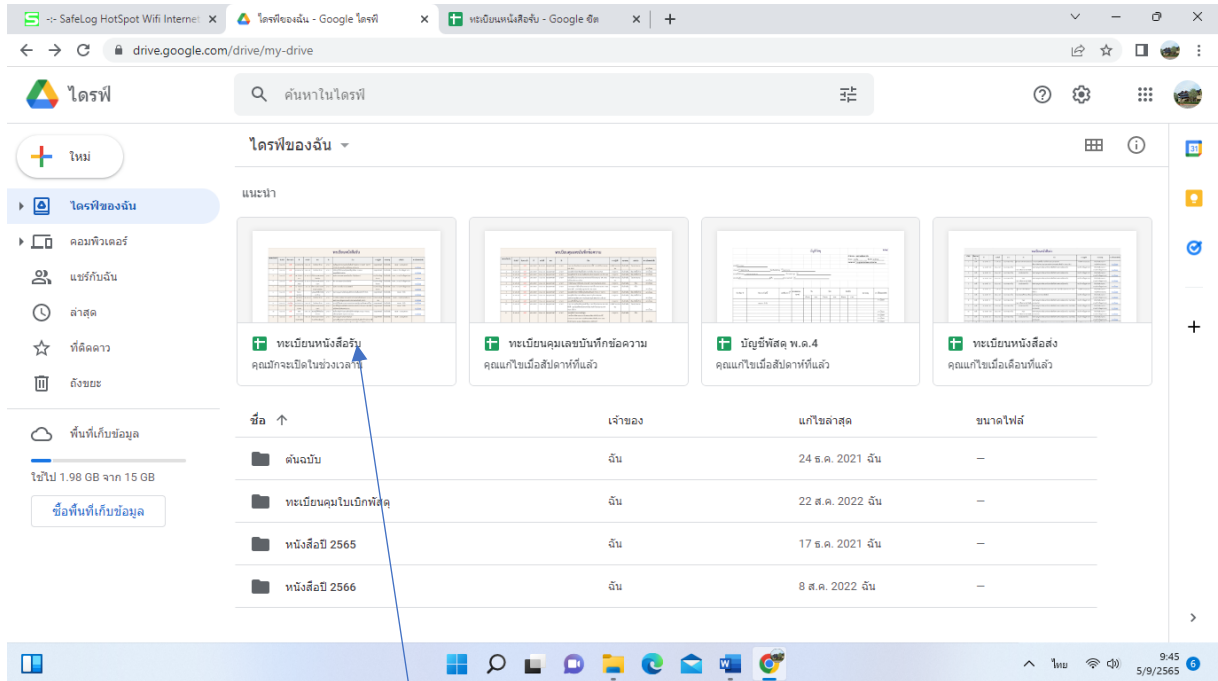 -:- SafeLog HotSpot Wifi Internet
ไดรฟ์ของฉัน - Google ไดรฟ์
ทะเบียนหนังสือรับ - Google ชีต
drive.google.com/drive/my-drive
ไดรฟ์
ค้นหาในไดรฟ์
ใหม่
ไดรฟ์ของฉัน
คอมพิวเตอร์
แชร์กับฉัน
ล่าสุด
ที่ติดดาว
ถังขยะ
พื้นที่เก็บข้อมูล
ใช้ไป 1.98 GB จาก 15 GB
ซื้อพื้นที่เก็บข้อมูล
ไดรฟ์ของฉัน
31
แนะนำ
ทะเบียนหนังสือรับ
คุณมักจะเปิดในช่วงเวลานี้
ทะเบียนคุมเลขบันทึกข้อความ
คุณแก้ไขเมื่อสัปดาห์ที่แล้ว
บัญชีพัสดุ พ.ด.4
คุณแก้ไขเมื่อสัปดาห์ที่แล้ว
ทะเบียนหนังสือส่ง
คุณแก้ไขเมื่อเดือนที่แล้ว
ชื่อ เจ้าของ แก้ไขล่าสุด ขนาดไฟล์
ต้นฉบับ ฉัน 24 ธ.ค. 2021 ฉัน —
ทะเบียนคุมใบเบิกพัสดุ ฉัน 22 ส.ค. 2022 ฉัน —
หนังสือปี 2565 ฉัน 17 ธ.ค. 2021 ฉัน —
หนังสือปี 2566 ฉัน 8 ส.ค. 2022 ฉัน —
ไทย
9:45
5/9/2565
6